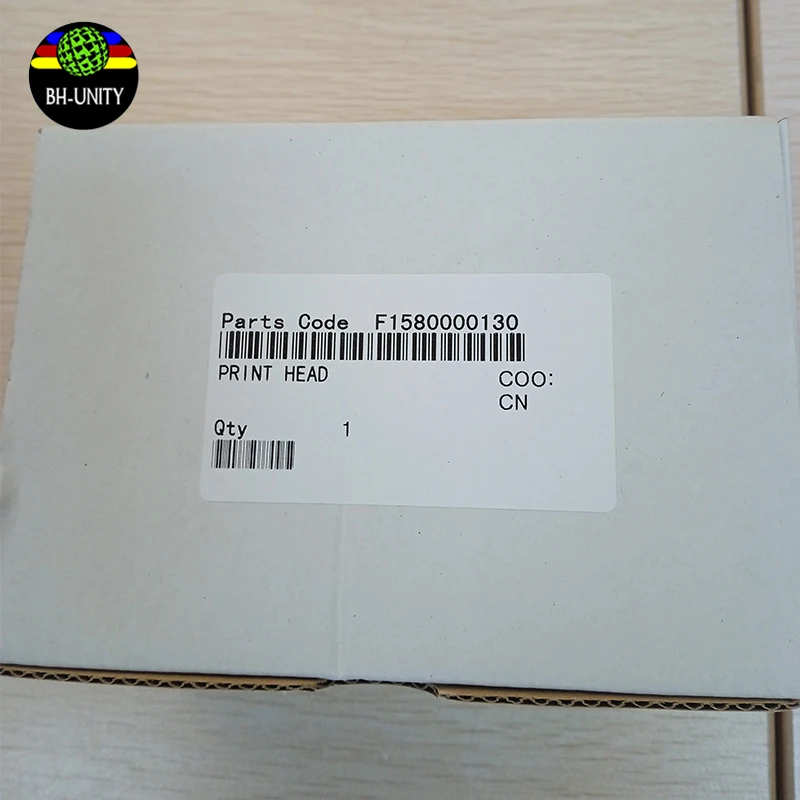 BH-UNITY
Parts Code F1580000130
PRINT HEAD
COO:
CN
Qty 1